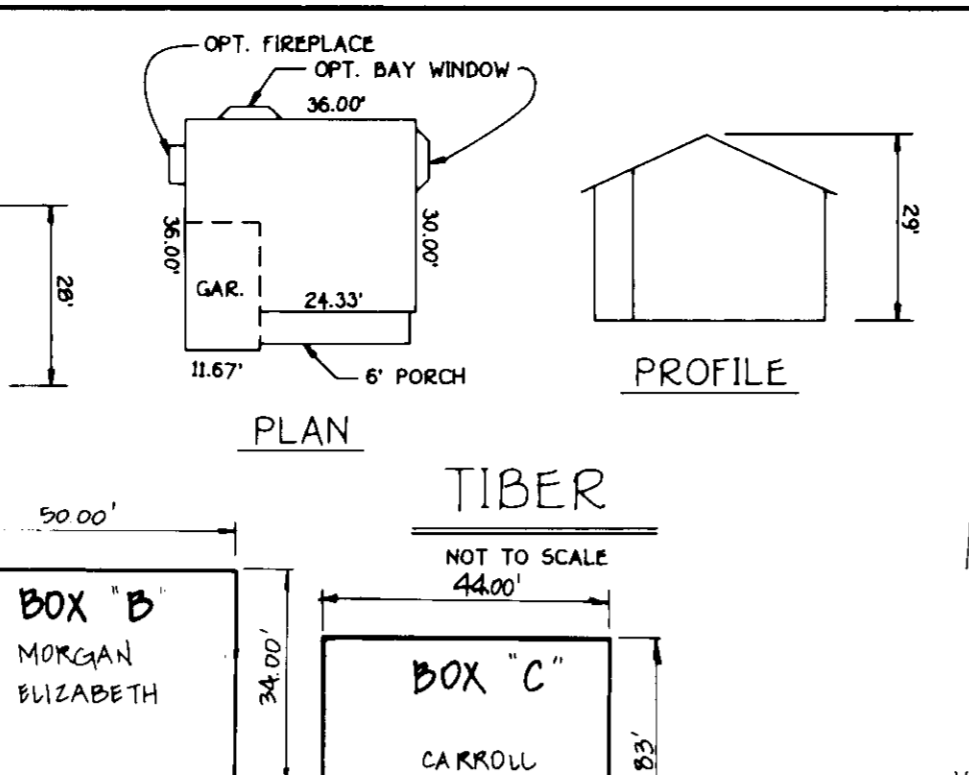 OPT. FIREPLACE
OPT. BAY WINDOW
36.00'
36.00'
30.00'
GAR.
24.33'
11.67'
6' PORCH
PLAN
28'
29'
PROFILE
TIBER
NOT TO SCALE
50.00'
BOX "B"
MORGAN
ELIZABETH
34.00'
44.00'
BOX "C"
CARROLL
83'